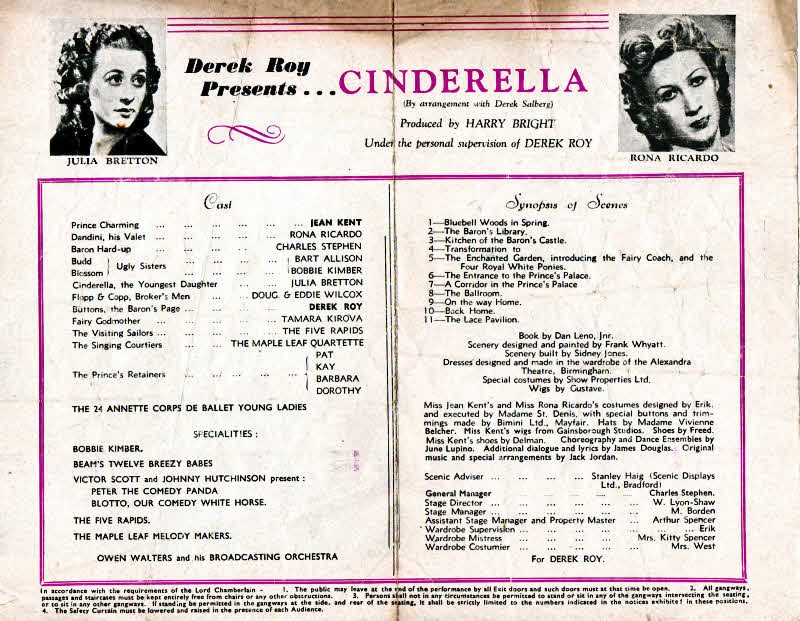 Derek Roy
Presents . . . CINDERELLA
(By arrangement with Derek Salberg)
Produced by HARRY BRIGHT
Under the personal supervision of DEREK ROY
JULIA BRETTON
RONA RICARDO
Cast
Prince Charming ... ... ... ... ... ... JEAN KENT
Dandini, his Valet ... ... ... ... ... RONA RICARDO
Baron Hard-up ... ... ... ... CHARLES STEPHEN
Budd } Ugly Sisters ... ... ... ... { BART ALLISON
Blossom } { BOBBIE KIMBER
Cinderella, the Youngest Daughter ... ... JULIA BRETTON
Flopp & Copp, Broker's Men ... ... DOUG. & EDDIE WILCOX
Buttons, the Baron's Page ... ... ... ... DEREK ROY
Fairy Godmother ... ... ... ... TAMARA KIROVA
The Visiting Sailors ... ... ... ... THE FIVE RAPIDS
The Singing Courtiers ... ... THE MAPLE LEAF QUARTETTE
The Prince's Retainers ... ... ... ... ... { PAT
KAY
BARBARA
DOROTHY
THE 24 ANNETTE CORPS DE BALLET YOUNG LADIES
SPECIALITIES :
BOBBIE KIMBER.
BEAM'S TWELVE BREEZY BABES
VICTOR SCOTT and JOHNNY HUTCHINSON present :
PETER THE COMEDY PANDA
BLOTTO, OUR COMEDY WHITE HORSE.
THE FIVE RAPIDS.
THE MAPLE LEAF MELODY MAKERS.
OWEN WALTERS and his BROADCASTING ORCHESTRA
Synopsis of Scenes
1—Bluebell Woods in Spring.
2—The Baron's Library.
3—Kitchen of the Baron's Castle.
4—Transformation to
5—The Enchanted Garden, introducing the Fairy Coach, and the
Four Royal White Ponies.
6—The Entrance to the Prince's Palace.
7—A Corridor in the Prince's Palace
8—The Ballroom.
9—On the way Home.
10—Back Home.
11—The Lace Pavilion.
Book by Dan Leno, Jnr.
Scenery designed and painted by Frank Whyatt.
Scenery built by Sidney Jones.
Dresses designed and made in the wardrobe of the Alexandra
Theatre, Birmingham.
Special costumes by Show Properties Ltd.
Wigs by Gustave.
Miss Jean Kent's and Miss Rona Ricardo's costumes designed by Erik,
and executed by Madame St. Denis, with special buttons and trim-
mings made by Bimini Ltd., Mayfair. Hats by Madame Vivienne
Belcher. Miss Kent's wigs from Gainsborough Studios. Shoes by Freed.
Miss Kent's shoes by Delman. Choreography and Dance Ensembles by
June Lupino. Additional dialogue and lyrics by James Douglas. Original
music and special arrangements by Jack Jordan.
Scenic Adviser ... ... ... ... Stanley Haig (Scenic Displays
Ltd., Bradford)
General Manager ... ... ... ... Charles Stephen.
Stage Director ... ... ... ... ... ... W. Lyon-Shaw
Stage Manager ... ... ... ... ... ... M. Borden
Assistant Stage Manager and Property Master ... Arthur Spencer
Wardrobe Supervision ... ... ... ... ... ... Erik
Wardrobe Mistress ... ... ... ... Mrs. Kitty Spencer
Wardrobe Costumier ... ... ... ... ... Mrs. West
For DEREK ROY.
In accordance with the requirements of the Lord Chamberlain - 1. The public may leave at the end of the performance by all Exit doors and such doors must at that time be open. 2. All gangways,
passages and staircases must be kept entirely free from chairs or any other obstructions. 3. Persons shall not in any circumstances be permitted to stand or sit in any of the gangways intersecting the seating,
or to sit in any other gangways. If standing be permitted in the gangways at the side, and rear of the seating, it shall be strictly limited to the numbers indicated in the notices exhibited in these positions.
4. The Safety Curtain must be lowered and raised in the presence of each Audience.